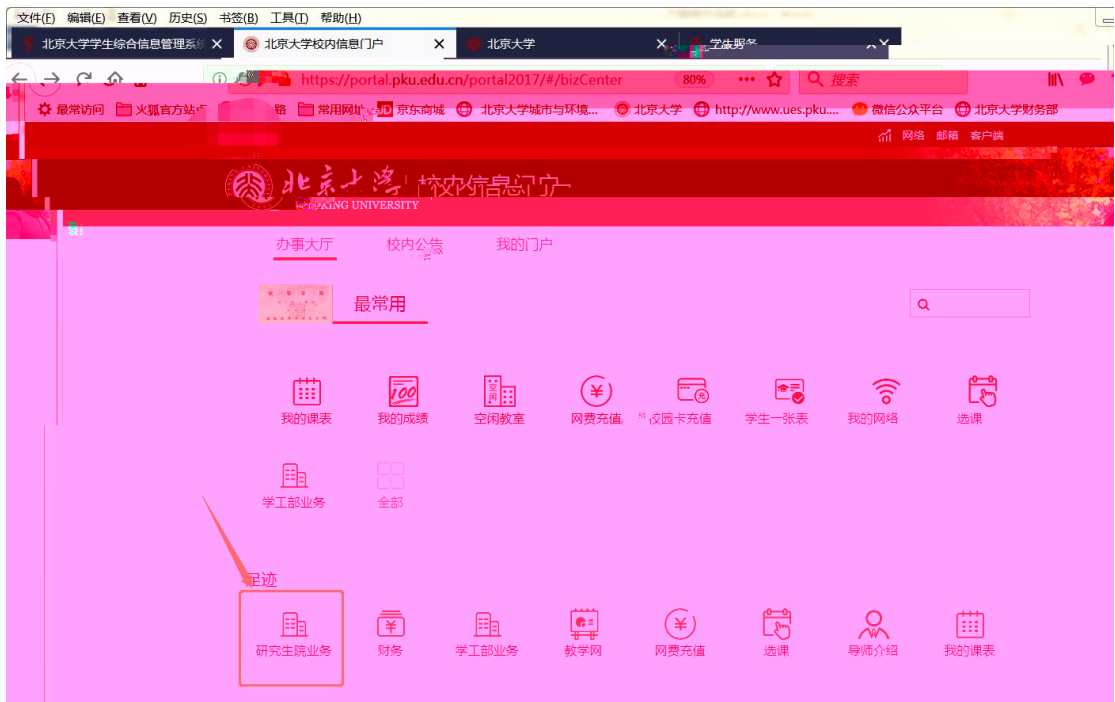 文件(F) 编辑(E) 查看(V) 历史(S) 书签(B) 工具(T) 帮助(H)
北京大学学生综合信息管理系统 × 北京大学校内信息门户 × 北京大学 × 学生服务 ×
https://portal.pku.edu.cn/portal2017/#/bizCenter 80% ••• 搜索
最常访问 火狐官方站点 常用网址 JD 京东商城 北京大学城市与环境... 北京大学 http://www.ues.pku.... 微信公众平台 北京大学财务部
网络 邮箱 客户端
北京大学 校内信息门户
PEKING UNIVERSITY
办事大厅 校内公告 我的门户
最常用
我的课表 我的成绩 空闲教室 网费充值 校园卡充值 学生一张表 我的网络 选课
学工部业务 全部
足迹
研究生院业务 财务 学工部业务 教学网 网费充值 选课 导师介绍 我的课表